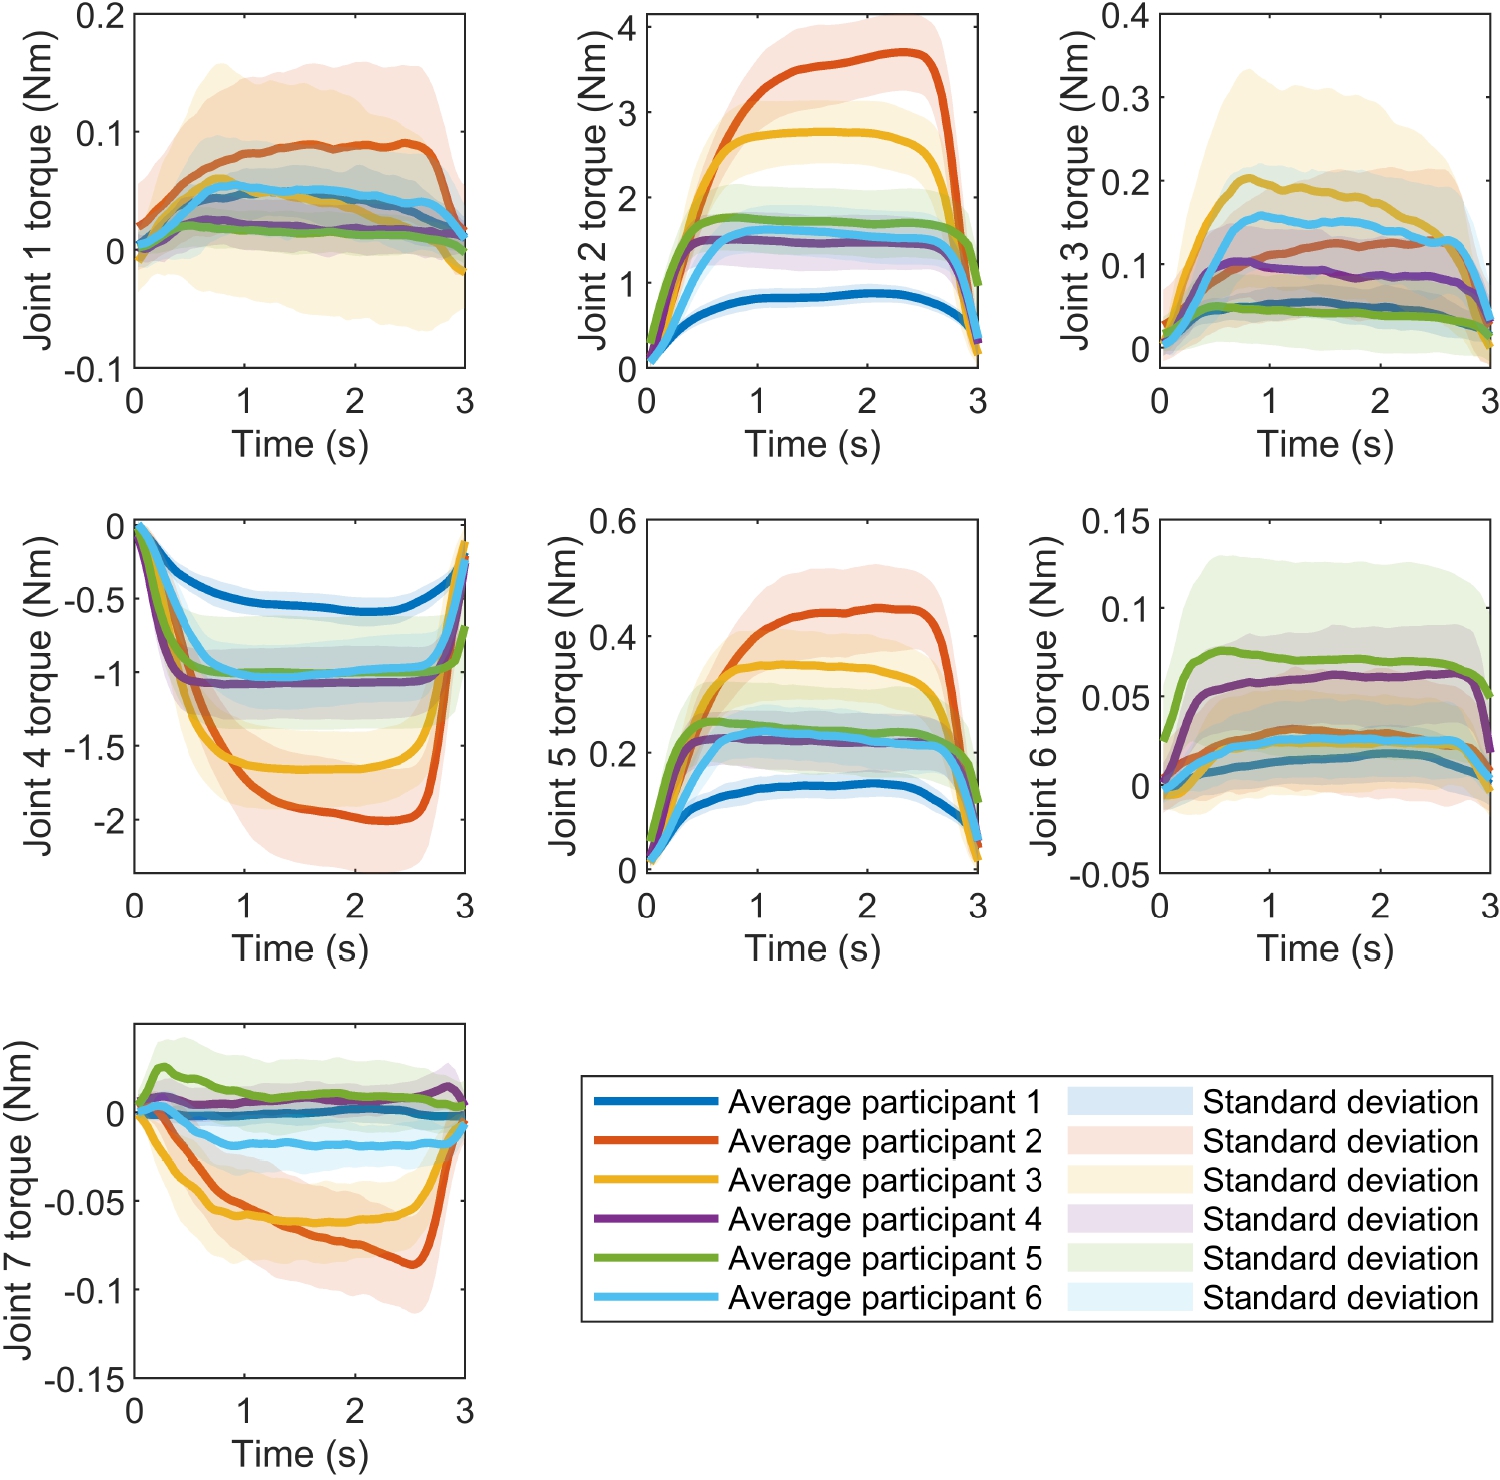 0.2
0.1
0
-0.1
Joint 1 torque (Nm)
0 1 2 3
Time (s)
4
3
2
1
0
Joint 2 torque (Nm)
0 1 2 3
Time (s)
0.4
0.3
0.2
0.1
0
Joint 3 torque (Nm)
0 1 2 3
Time (s)
0
-0.5
-1
-1.5
-2
Joint 4 torque (Nm)
0 1 2 3
Time (s)
0.6
0.4
0.2
0
Joint 5 torque (Nm)
0 1 2 3
Time (s)
0.15
0.1
0.05
0
-0.05
Joint 6 torque (Nm)
0 1 2 3
Time (s)
0
-0.05
-0.1
-0.15
Joint 7 torque (Nm)
0 1 2 3
Time (s)
Average participant 1 Standard deviation
Average participant 2 Standard deviation
Average participant 3 Standard deviation
Average participant 4 Standard deviation
Average participant 5 Standard deviation
Average participant 6 Standard deviation